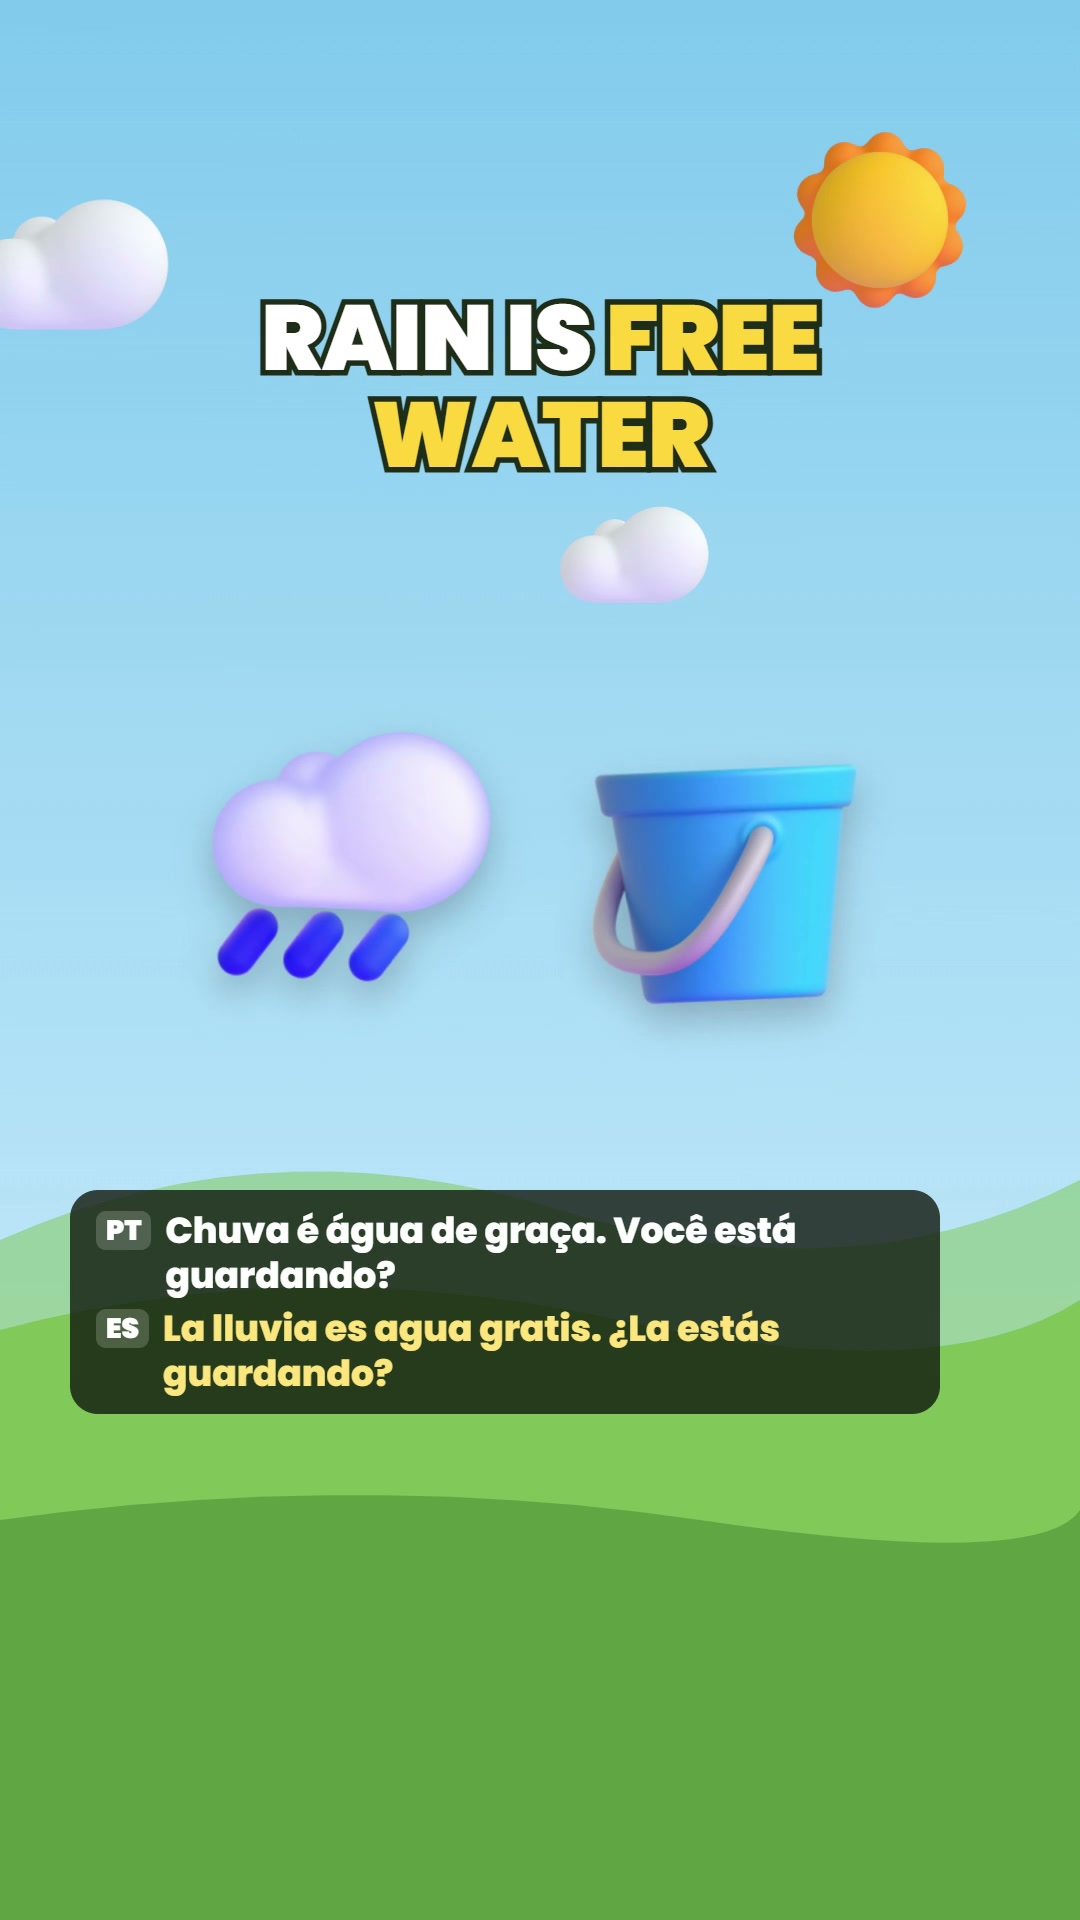 RAIN IS FREE
WATER
PT Chuva é água de graça. Você está
guardando?
ES La lluvia es agua gratis. ¿La estás
guardando?